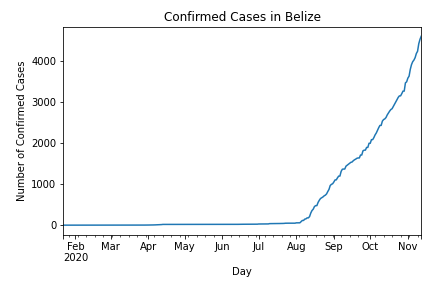 Confirmed Cases in Belize
Number of Confirmed Cases
4000
3000
2000
1000
0
Feb Mar Apr May Jun Jul Aug Sep Oct Nov
2020
Day